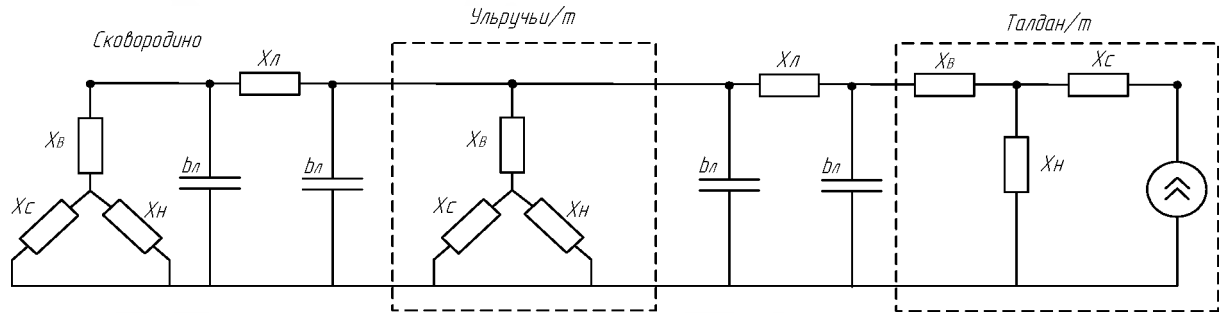 Сковородино
Ульручьи/т
Талдан/т
Xл
Xл
Xв
Xс
Xв
bл
bл
Xв
bл
bл
Xн
Xс
Xн
Xс
Xн